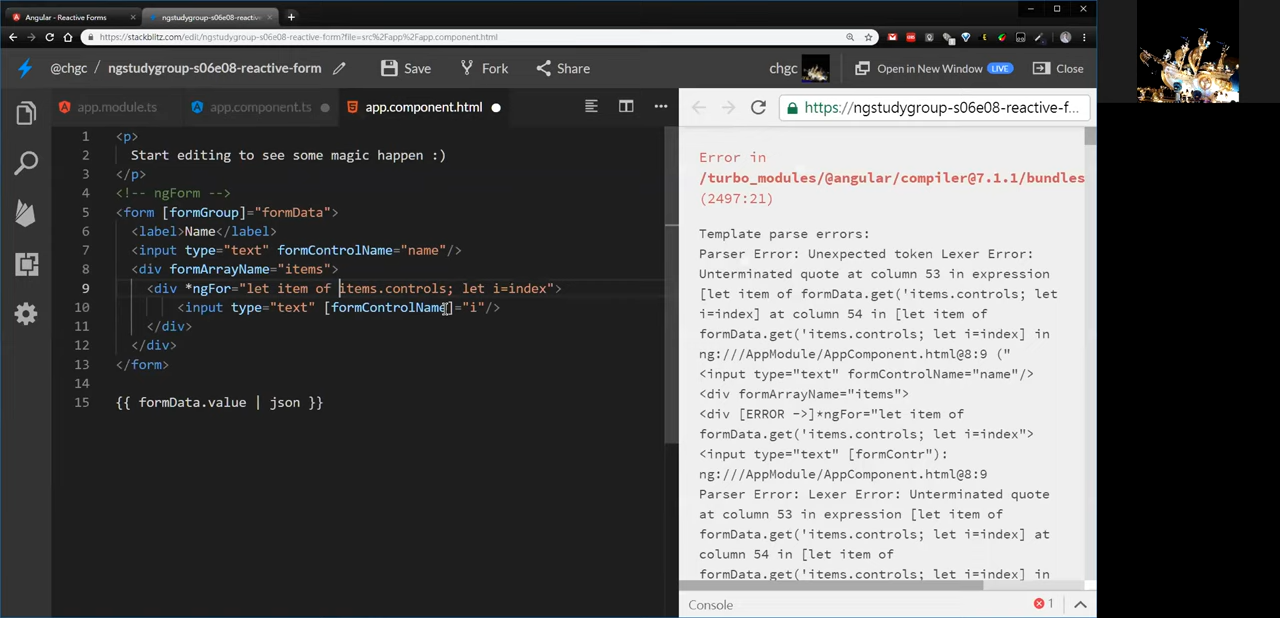 Angular - Reactive Forms
ngstudygroup-s06e08-reactive-
https://stackblitz.com/edit/ngstudygroup-s06e08-reactive-form?file=src%2Fapp%2Fapp.component.html
@chgc / ngstudygroup-s06e08-reactive-form
Save
Fork
Share
chgc
Open in New Window LIVE
Close
app.module.ts
app.component.ts
app.component.html
https://ngstudygroup-s06e08-reactive-f...
1 <p>
2 Start editing to see some magic happen :)
3 </p>
4 <!-- ngForm -->
5 <form [formGroup]="formData">
6 <label>Name</label>
7 <input type="text" formControlName="name"/>
8 <div formArrayName="items">
9 <div *ngFor="let item of items.controls; let i=index">
10 <input type="text" [formControlName]="i"/>
11 </div>
12 </div>
13 </form>
14
15 {{ formData.value | json }}
Error in
/turbo_modules/@angular/compiler@7.1.1/bundles
(2497:21)
Template parse errors:
Parser Error: Unexpected token Lexer Error:
Unterminated quote at column 53 in expression
[let item of formData.get('items.controls; let
i=index] at column 54 in [let item of
formData.get('items.controls; let i=index] in
ng:///AppModule/AppComponent.html@8:9 ("
<input type="text" formControlName="name"/>
<div formArrayName="items">
<div [ERROR ->]*ngFor="let item of
formData.get('items.controls; let i=index">
<input type="text" [formContr"):
ng:///AppModule/AppComponent.html@8:9
Parser Error: Lexer Error: Unterminated quote
at column 53 in expression [let item of
formData.get('items.controls; let i=index] at
column 54 in [let item of
formData.get('items.controls; let i=index] in
Console
1